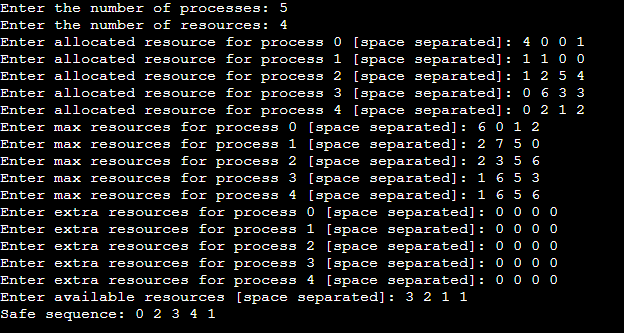 Enter the number of processes: 5
Enter the number of resources: 4
Enter allocated resource for process 0 [space separated]: 4 0 0 1
Enter allocated resource for process 1 [space separated]: 1 1 0 0
Enter allocated resource for process 2 [space separated]: 1 2 5 4
Enter allocated resource for process 3 [space separated]: 0 6 3 3
Enter allocated resource for process 4 [space separated]: 0 2 1 2
Enter max resources for process 0 [space separated]: 6 0 1 2
Enter max resources for process 1 [space separated]: 2 7 5 0
Enter max resources for process 2 [space separated]: 2 3 5 6
Enter max resources for process 3 [space separated]: 1 6 5 3
Enter max resources for process 4 [space separated]: 1 6 5 6
Enter extra resources for process 0 [space separated]: 0 0 0 0
Enter extra resources for process 1 [space separated]: 0 0 0 0
Enter extra resources for process 2 [space separated]: 0 0 0 0
Enter extra resources for process 3 [space separated]: 0 0 0 0
Enter extra resources for process 4 [space separated]: 0 0 0 0
Enter available resources [space separated]: 3 2 1 1
Safe sequence: 0 2 3 4 1